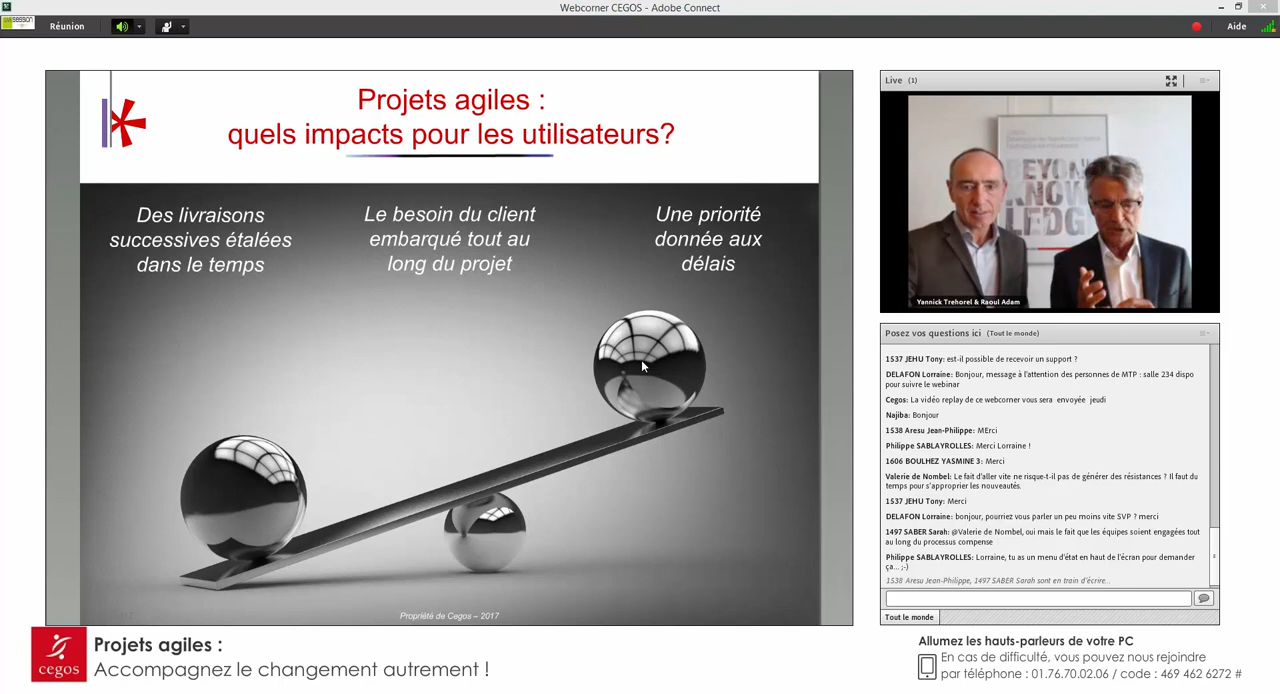 Webcorner CEGOS - Adobe Connect
Réunion
Aide
Projets agiles :
quels impacts pour les utilisateurs?
Des livraisons
successives étalées
dans le temps
Le besoin du client
embarqué tout au
long du projet
Une priorité
donnée aux
délais
Propriété de Cegos – 2017
Live (1)
BEYOND
KNOW
LEDG
Yannick Trehorel & Raoul Adam
Posez vos questions ici (Tout le monde)
1537 JEHU Tony: est-il possible de recevoir un support ?
DELAFON Lorraine: Bonjour, message à l'attention des personnes de MTP : salle 234 dispo
pour suivre le webinar
Cegos: La vidéo replay de ce webcorner vous sera envoyée jeudi
Najiba: Bonjour
1538 Aresu Jean-Philippe: MErci
Philippe SABLAYROLLES: Merci Lorraine !
1606 BOULHEZ YASMINE 3: Merci
Valerie de Nombel: Le fait d'aller vite ne risque-t-il pas de générer des résistances ? Il faut du
temps pour s'approprier les nouveautés.
1537 JEHU Tony: Merci
DELAFON Lorraine: bonjour, pourriez vous parler un peu moins vite SVP ? merci
1497 SABER Sarah: @Valerie de Nombel, oui mais le fait que les équipes soient engagées tout
au long du processus compense
Philippe SABLAYROLLES: Lorraine, tu as un menu d'état en haut de l'écran pour demander
ça... ;-)
1538 Aresu Jean-Philippe, 1497 SABER Sarah sont en train d'écrire...
Tout le monde
cegos
Projets agiles :
Accompagnez le changement autrement !
Allumez les hauts-parleurs de votre PC
En cas de difficulté, vous pouvez nous rejoindre
par téléphone : 01.76.70.02.06 / code : 469 462 6272 #